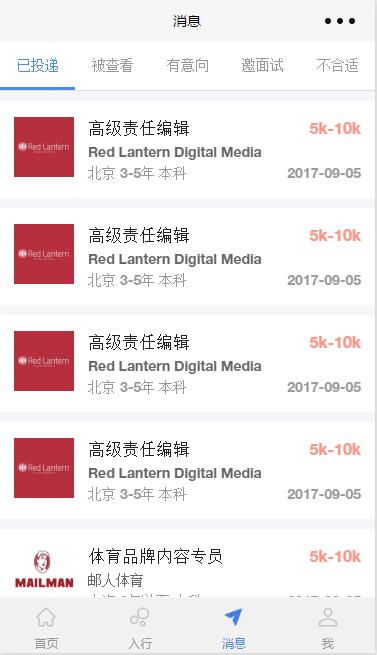 消息
已投递 被查看 有意向 邀面试 不合适
Red Lantern
高级责任编辑 5k-10k
Red Lantern Digital Media
北京 3-5年 本科 2017-09-05
Red Lantern
高级责任编辑 5k-10k
Red Lantern Digital Media
北京 3-5年 本科 2017-09-05
Red Lantern
高级责任编辑 5k-10k
Red Lantern Digital Media
北京 3-5年 本科 2017-09-05
Red Lantern
高级责任编辑 5k-10k
Red Lantern Digital Media
北京 3-5年 本科 2017-09-05
MAILMAN
体育品牌内容专员 5k-10k
邮人体育
2017-09-05
首页 入行 消息 我